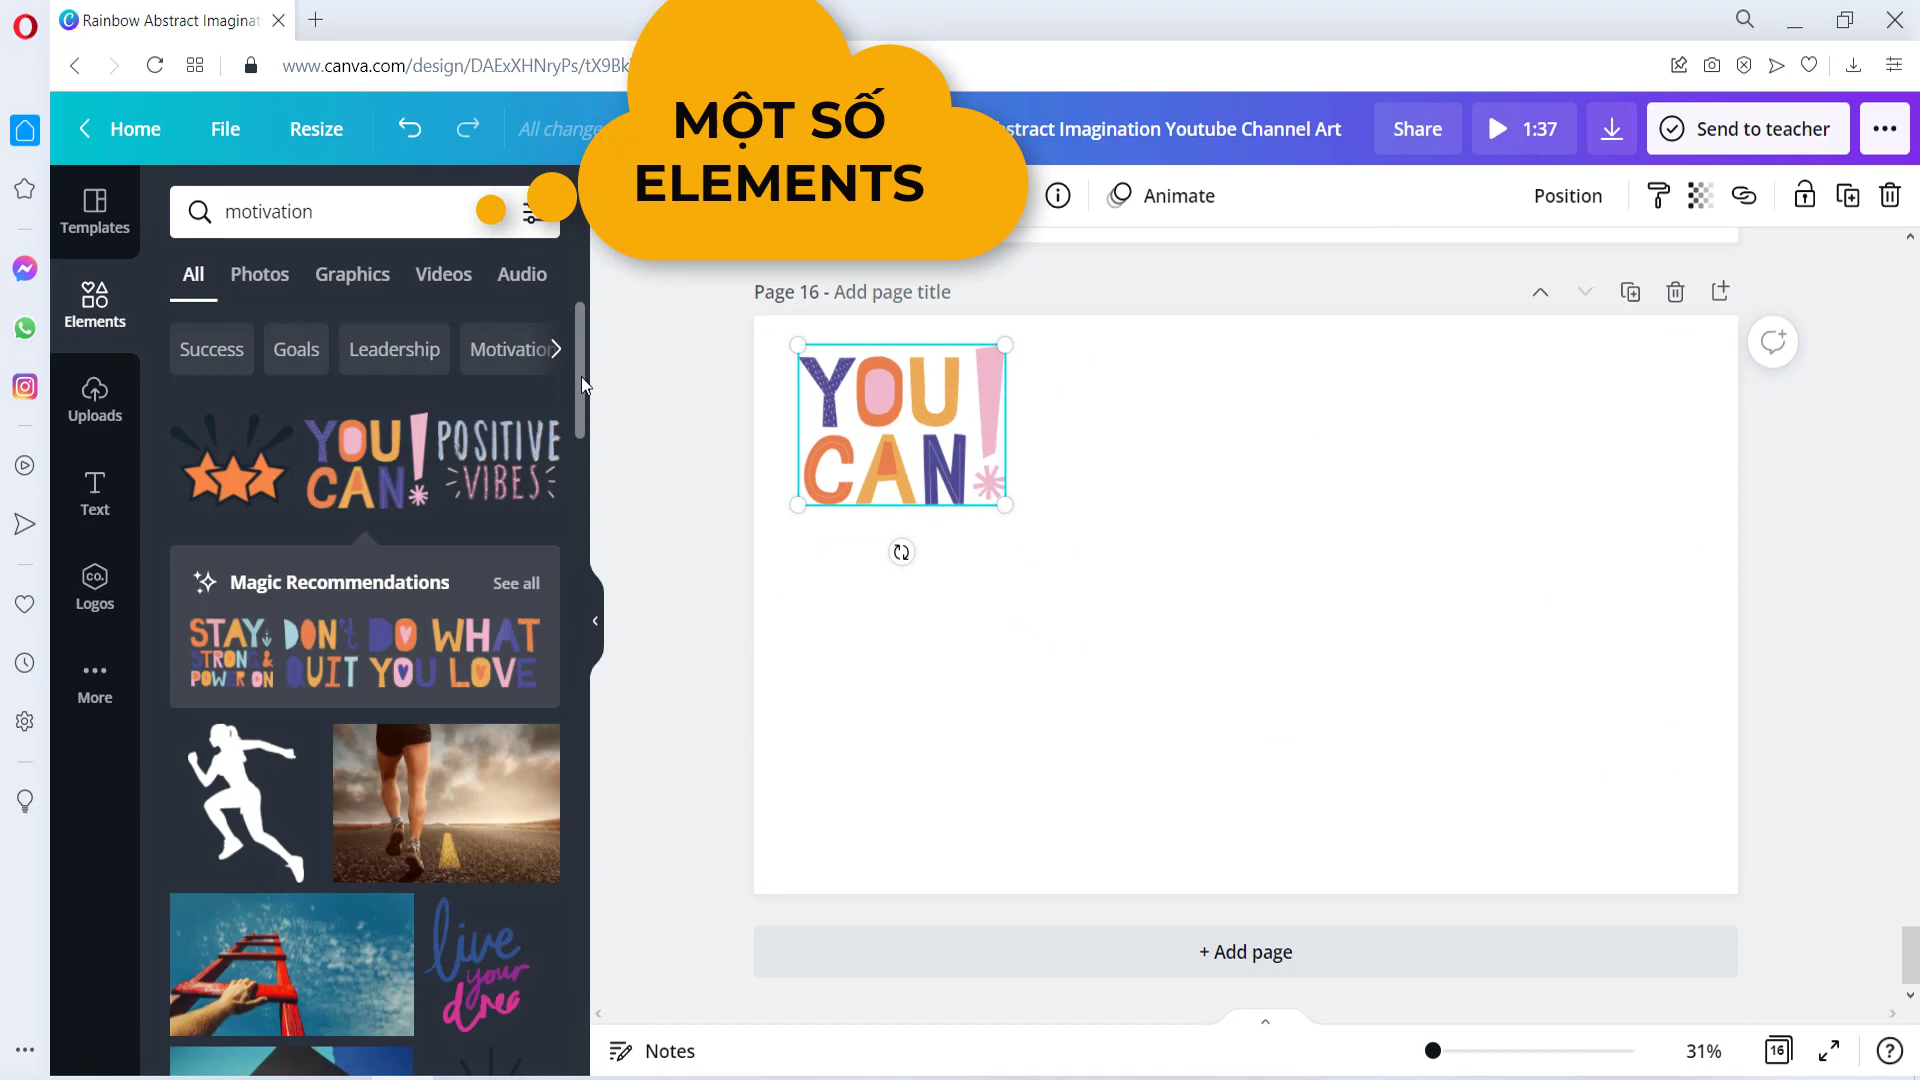 Rainbow Abstract Imaginat
www.canva.com/design/DAExXHNryPs/tX9Bk
MỘT SỐ
ELEMENTS
Home
File
Resize
All change
bstract Imagination Youtube Channel Art
Share
1:37
Send to teacher
Templates
motivation
Animate
Position
All
Photos
Graphics
Videos
Audio
Elements
Page 16 - Add page title
Success
Goals
Leadership
Motivation
Uploads
YOU
CAN!
POSITIVE
VIBES
YOU
CAN!
Text
Magic Recommendations
See all
Logos
co.
STAY
STRONG &
POWER ON
DON'T
QUIT
DO WHAT
YOU LOVE
More
live
your
drea
+ Add page
Notes
31%
16